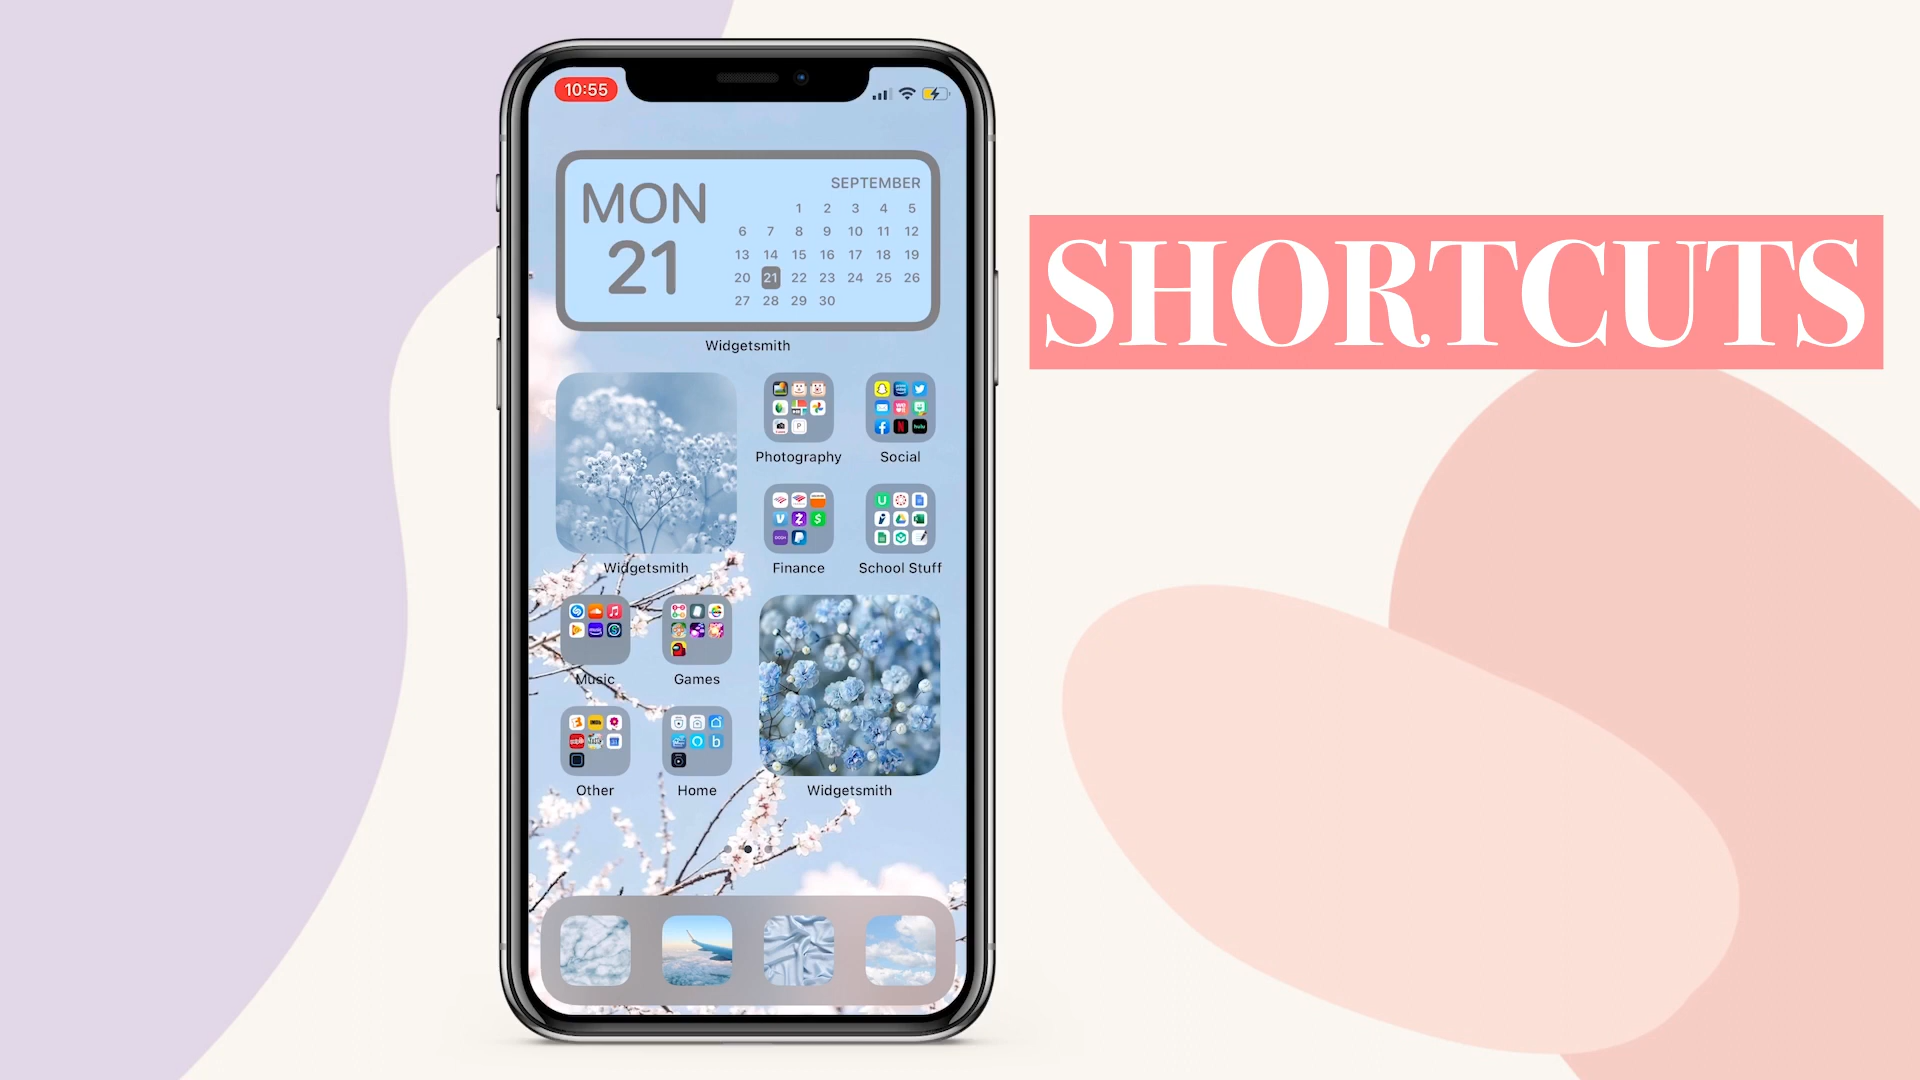 10:55
MON
21
SEPTEMBER
1 2 3 4 5
6 7 8 9 10 11 12
13 14 15 16 17 18 19
20 21 22 23 24 25 26
27 28 29 30
Widgetsmith
SHORTCUTS
Photography
Social
Widgetsmith
Finance
School Stuff
Music
Games
Other
Home
Widgetsmith